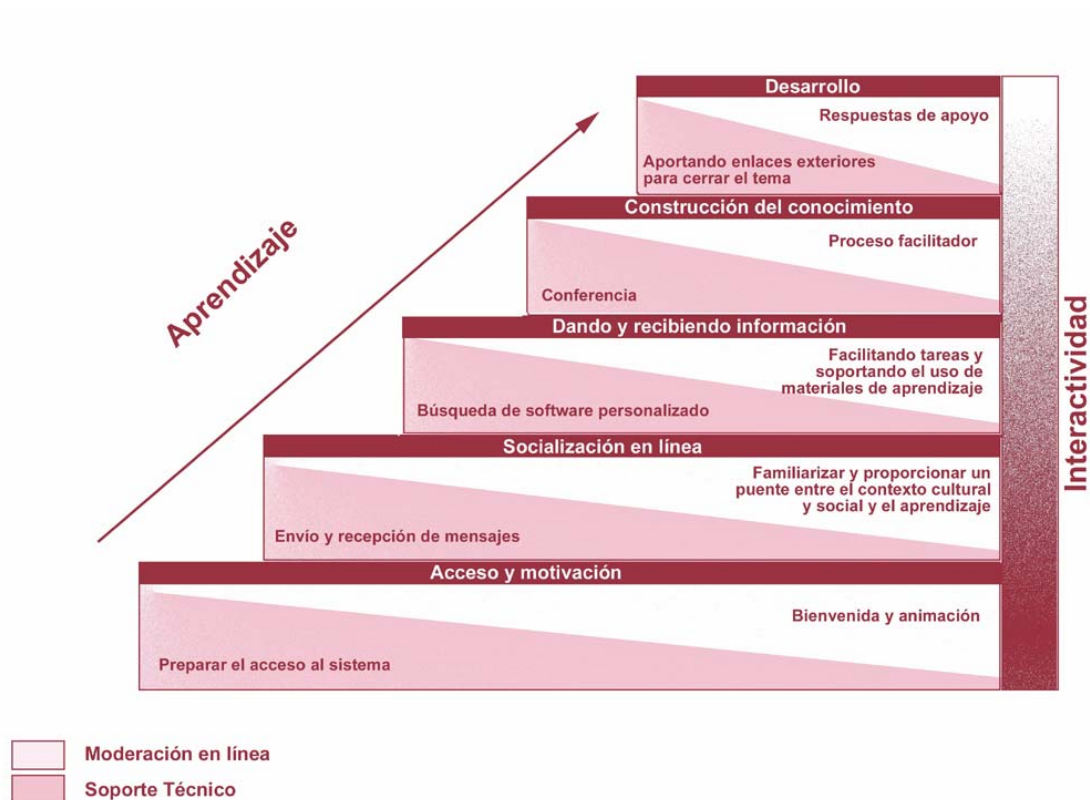 Desarrollo
Respuestas de apoyo
Aportando enlaces exteriores
para cerrar el tema
Construcción del conocimiento
Proceso facilitador
Conferencia
Dando y recibiendo información
Facilitando tareas y
soportando el uso de
materiales de aprendizaje
Búsqueda de software personalizado
Socialización en línea
Familiarizar y proporcionar un
puente entre el contexto cultural
y social y el aprendizaje
Envío y recepción de mensajes
Acceso y motivación
Bienvenida y animación
Preparar el acceso al sistema
Aprendizaje
Interactividad
Moderación en línea
Soporte Técnico